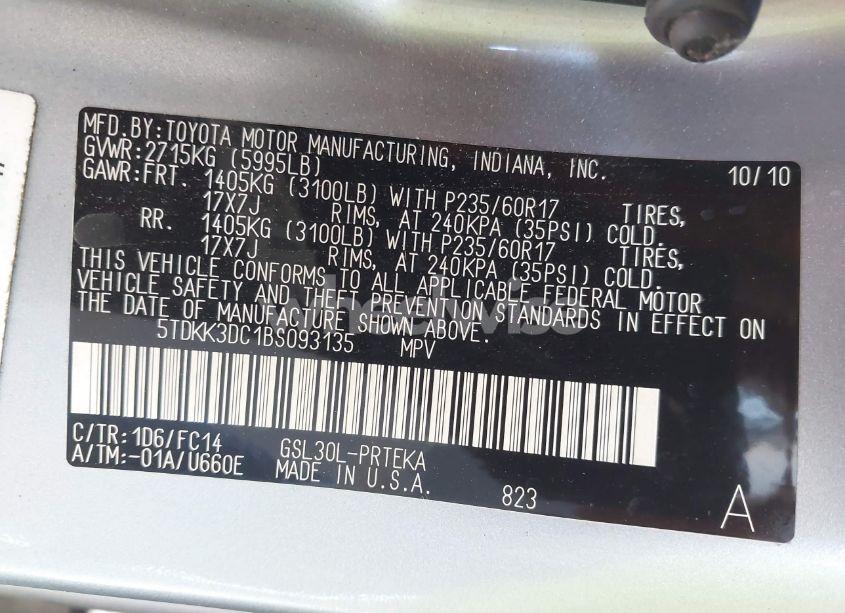 MFD.BY:TOYOTA MOTOR MANUFACTURING, INDIANA, INC. 10/10
GVWR:2715KG (5995LB)
GAWR:FRT. 1405KG (3100LB) WITH P235/60R17 TIRES,
17X7J RIMS, AT 240KPA (35PSI) COLD.
RR. 1405KG (3100LB) WITH P235/60R17 TIRES,
17X7J RIMS, AT 240KPA (35PSI) COLD.
THIS VEHICLE CONFORMS TO ALL APPLICABLE FEDERAL MOTOR
VEHICLE SAFETY AND THEFT PREVENTION STANDARDS IN EFFECT ON
THE DATE OF MANUFACTURE SHOWN ABOVE.
5TDKK3DC1BS093135 MPV
C/TR:1D6/FC14 GSL30L-PRTEKA
A/TM:-01A/U660E MADE IN U.S.A. 823 A